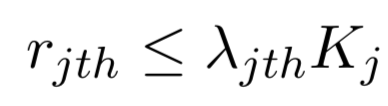 r_{jth} ≤ λ_{jth} K_j